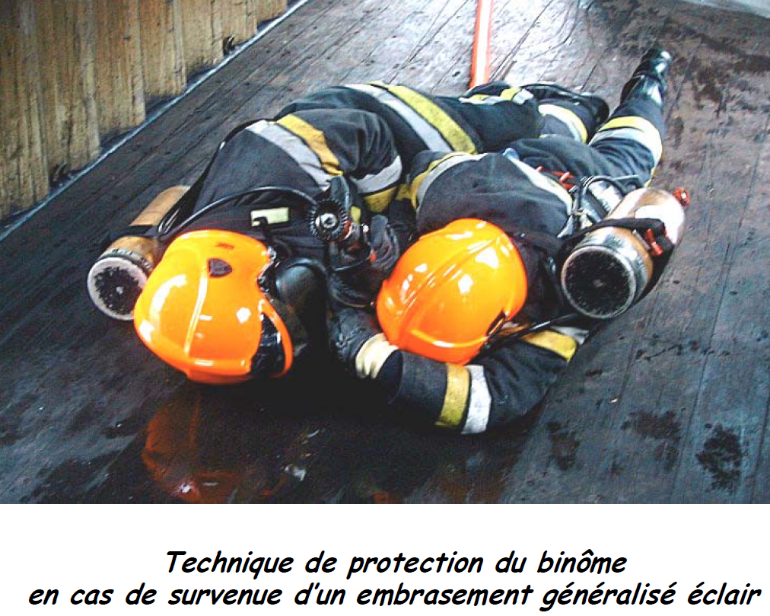 Technique de protection du binôme
en cas de survenue d'un embrasement généralisé éclair